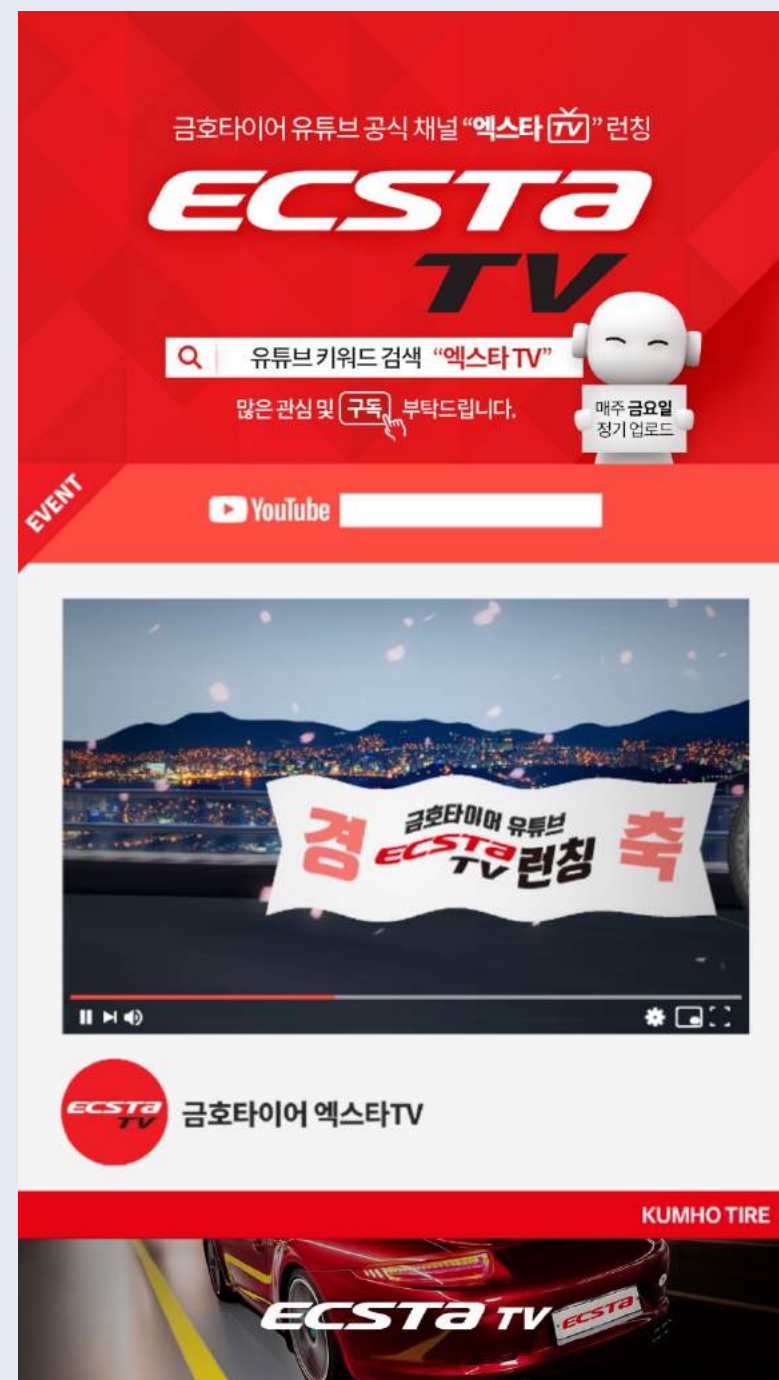 금호타이어 유튜브 공식 채널 “엑스타 TV” 런칭
ECSTA
TV
유튜브 키워드 검색 “엑스타 TV”
많은 관심 및 구독 부탁드립니다.
매주 금요일
정기 업로드
EVENT
YouTube
경 축
금호타이어 유튜브
ECSTA
TV 런칭
ECSTA
TV
금호타이어 엑스타TV
KUMHO TIRE
ECSTA TV
ECSTA